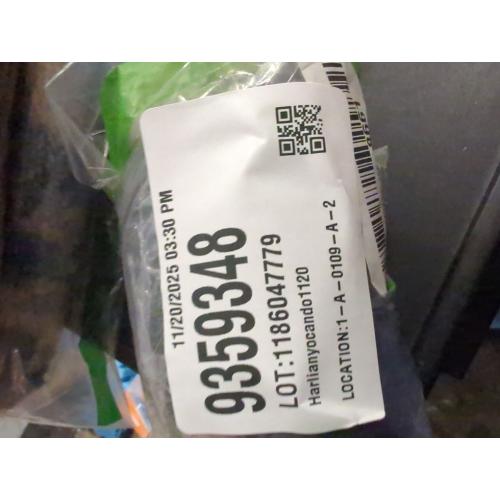 11/20/2025 03:30 PM
9359348
LOT:1186047779
Harlianyocando1120
LOCATION:1-A-0109-A-2